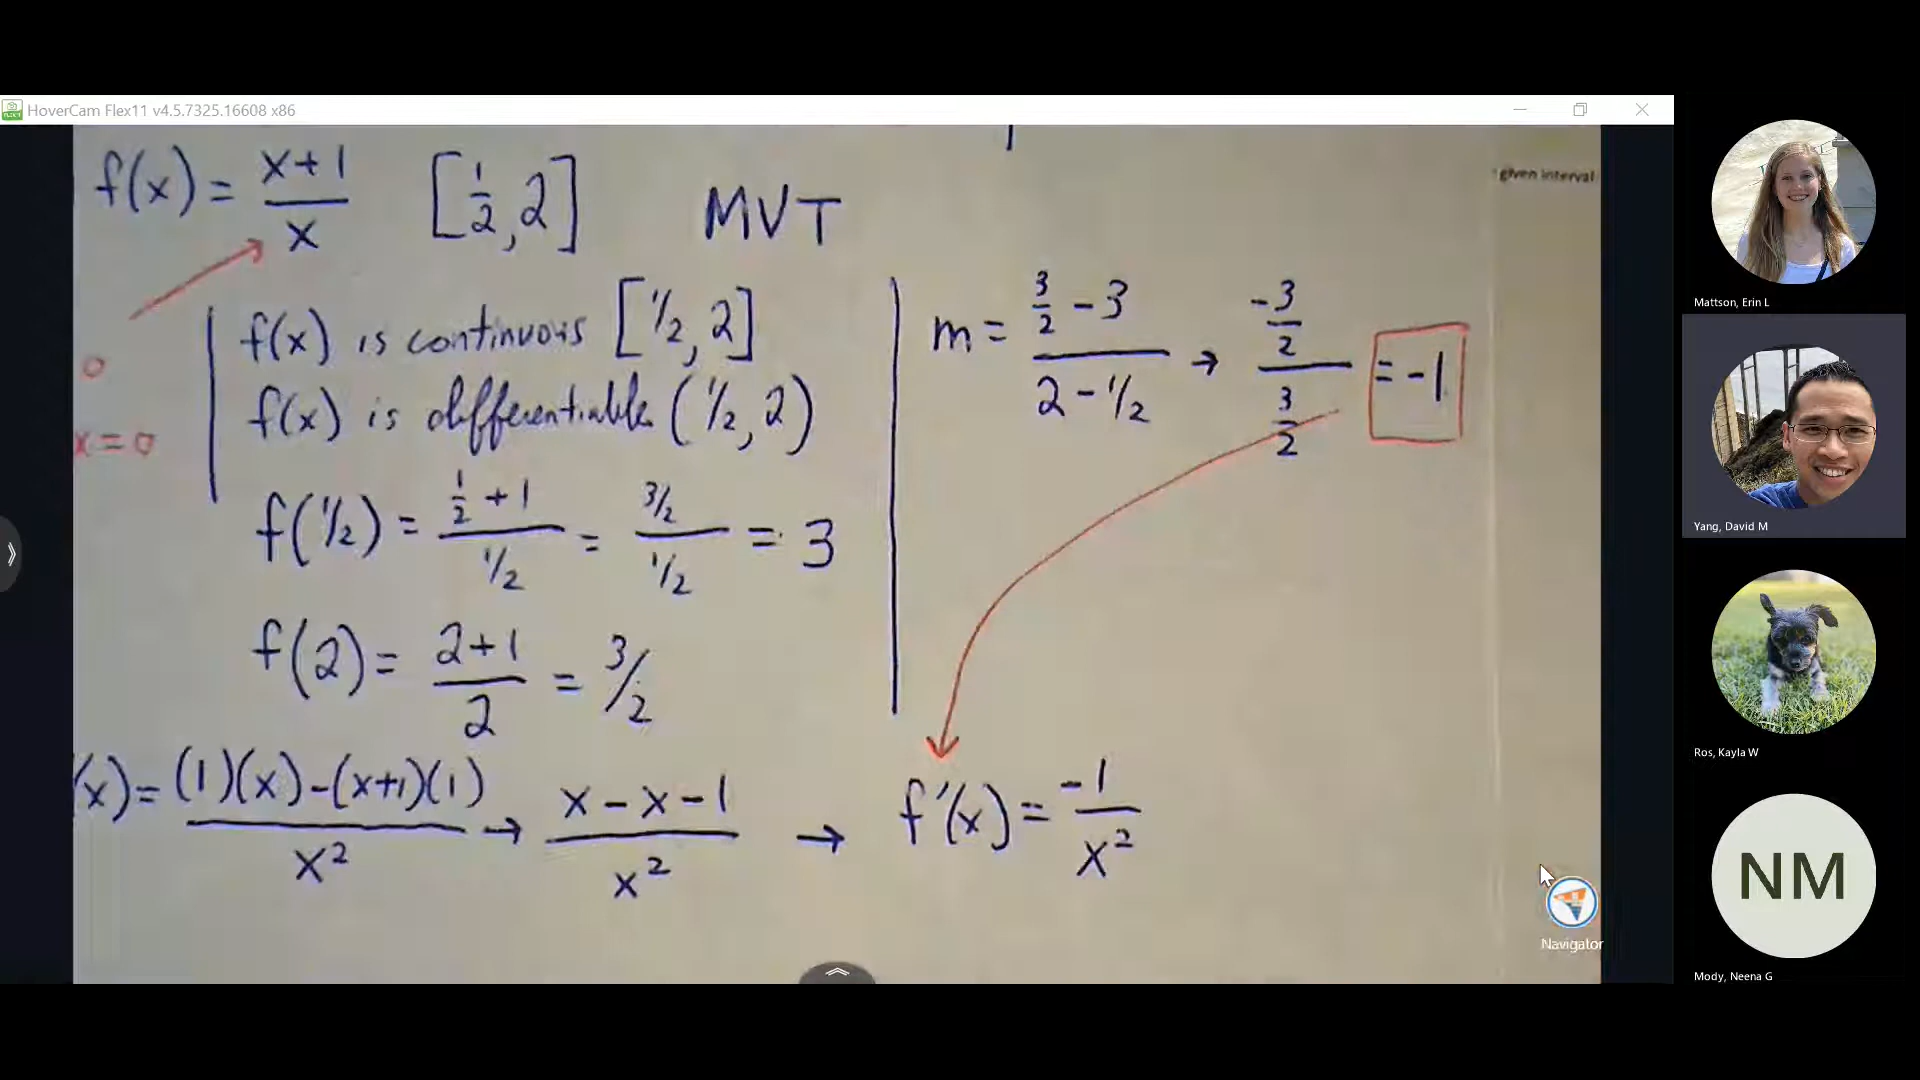 HoverCam Flex11 v4.5.7325.16608 x86
given interval
f(x) = x+1 / x [1/2, 2] MVT
f(x) is continuous [1/2, 2]
f(x) is differentiable (1/2, 2)
0
x = 0
f(1/2) = 1/2 + 1 / 1/2 = 3/2 / 1/2 = 3
f(2) = 2+1 / 2 = 3/2
m = 3/2 - 3 / 2 - 1/2 → -3/2 / 3/2 = -1
'(x) = (1)(x) - (x+1)(1) / x² → x - x - 1 / x² → f'(x) = -1 / x²
Navigator
Mattson, Erin L
Yang, David M
Ros, Kayla W
NM
Mody, Neena G